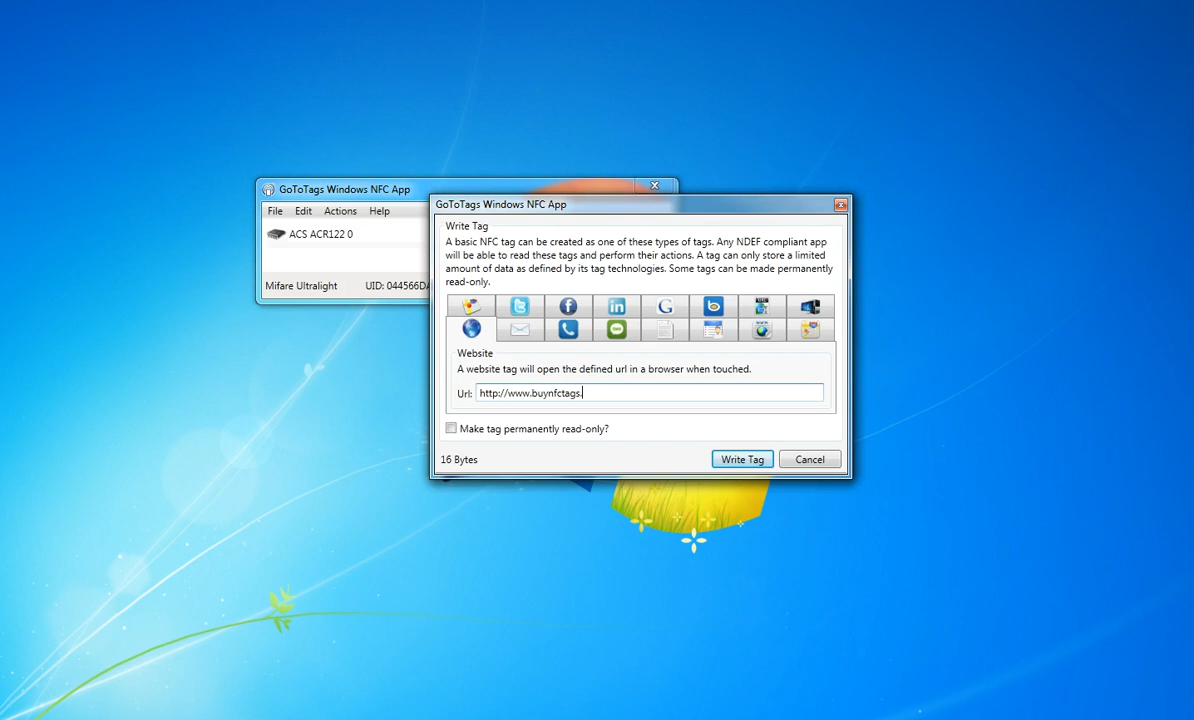 GoToTags Windows NFC App
File Edit Actions Help
ACS ACR122 0
Mifare Ultralight UID: 044566DA
GoToTags Windows NFC App
Write Tag
A basic NFC tag can be created as one of these types of tags. Any NDEF compliant app
will be able to read these tags and perform their actions. A tag can only store a limited
amount of data as defined by its tag technologies. Some tags can be made permanently
read-only.
Website
A website tag will open the defined url in a browser when touched.
Url: http://www.buynfctags.
Make tag permanently read-only?
16 Bytes Write Tag Cancel